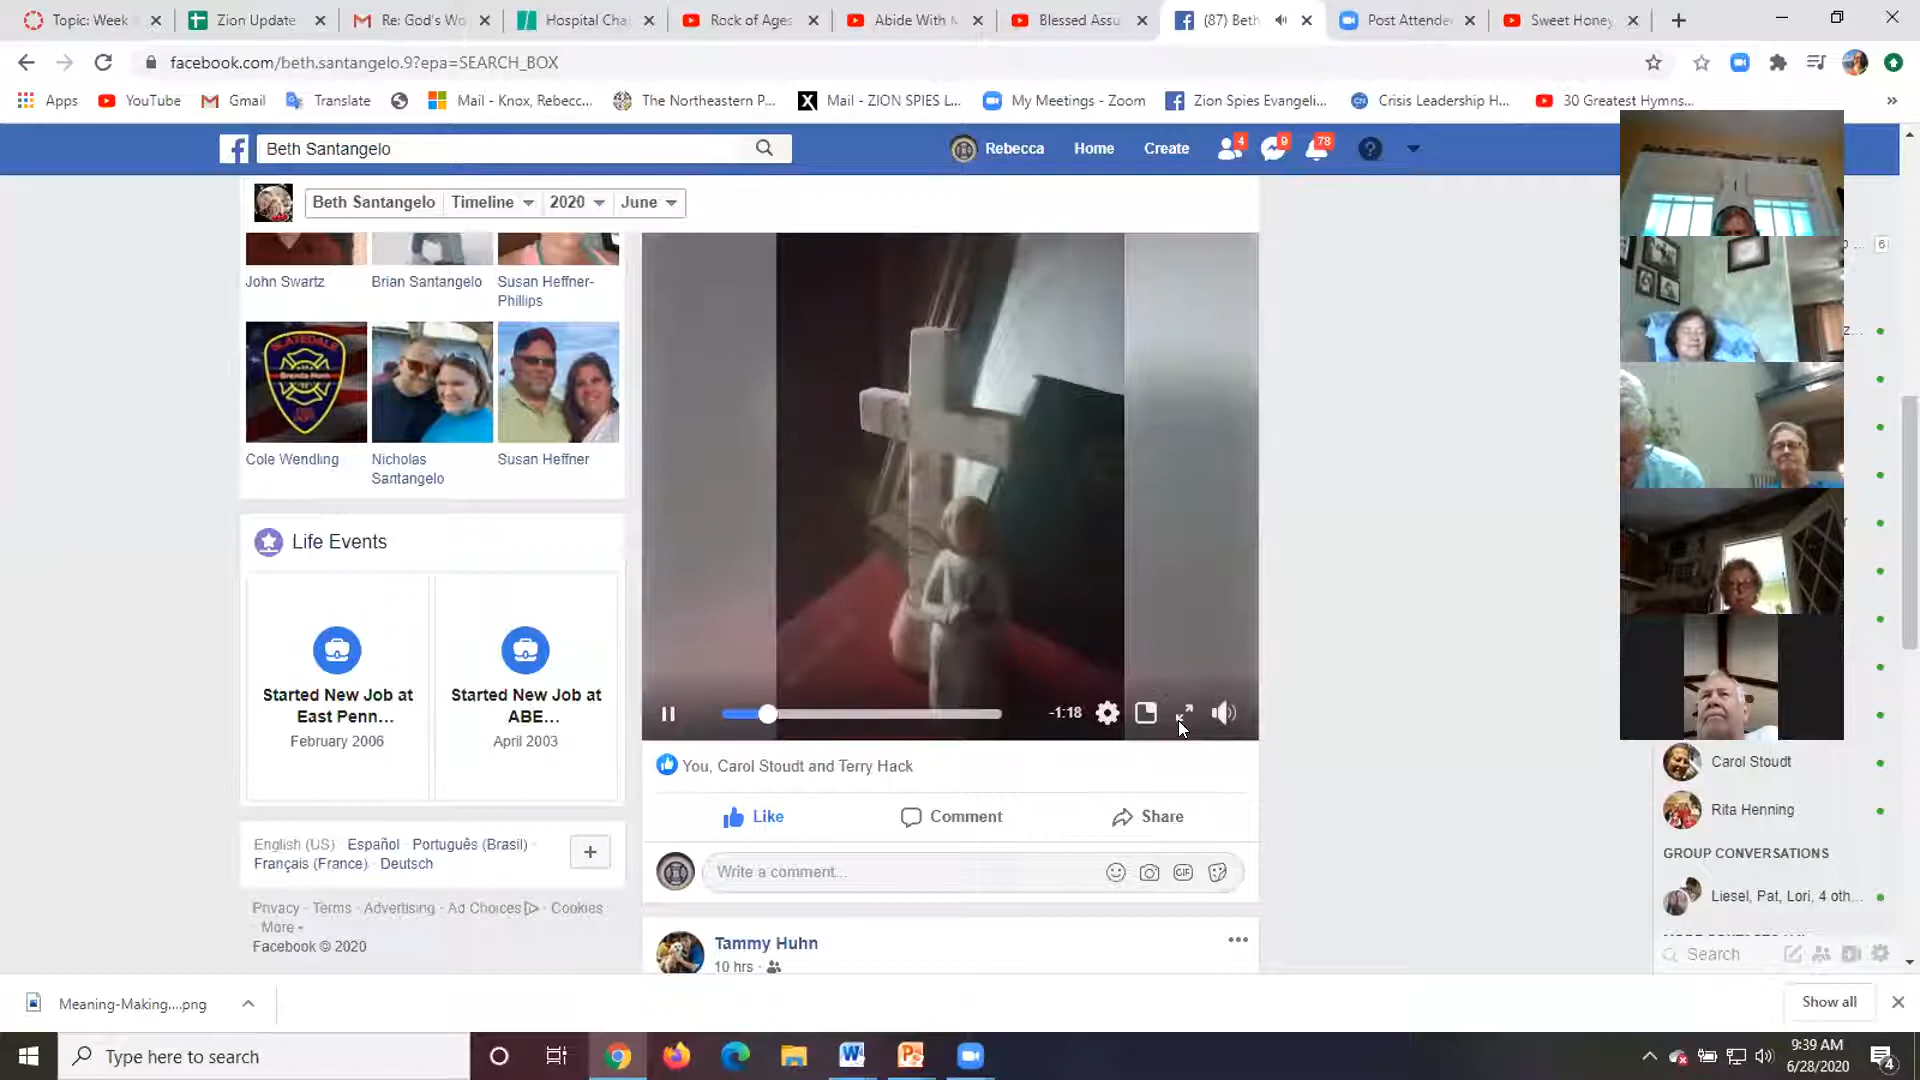 Topic: Week
Zion Update
Re: God's Wo
Hospital Cha
Rock of Ages
Abide With M
Blessed Assu
(87) Beth
Post Attende
Sweet Honey
facebook.com/beth.santangelo.9?epa=SEARCH_BOX
Apps
YouTube
Gmail
Translate
Mail - Knox, Rebecc...
The Northeastern P...
Mail - ZION SPIES L...
My Meetings - Zoom
Zion Spies Evangeli...
Crisis Leadership H...
30 Greatest Hymns...
»
Beth Santangelo
Rebecca
Home
Create
4
9
78
Beth Santangelo
Timeline
2020
June
6
John Swartz
Brian Santangelo
Susan Heffner-
Phillips
Cole Wendling
Nicholas
Santangelo
Susan Heffner
Life Events
Started New Job at
East Penn...
February 2006
Started New Job at
ABE...
April 2003
English (US) · Español · Português (Brasil) ·
Français (France) · Deutsch
Privacy · Terms · Advertising · Ad Choices · Cookies
· More
Facebook © 2020
-1:18
You, Carol Stoudt and Terry Hack
Like
Comment
Share
Write a comment...
GIF
Tammy Huhn
10 hrs ·
Carol Stoudt
Rita Henning
GROUP CONVERSATIONS
Liesel, Pat, Lori, 4 oth...
Search
Meaning-Making....png
Show all
Type here to search
9:39 AM
6/28/2020
4